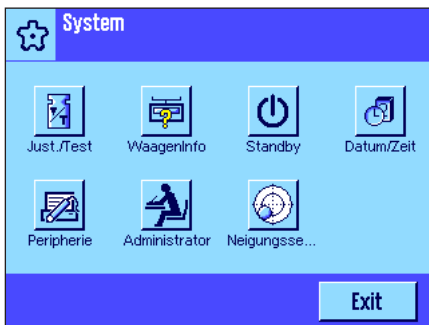 System
Just./Test WaagenInfo Standby Datum/Zeit
Peripherie Administrator Neigungsse...
Exit